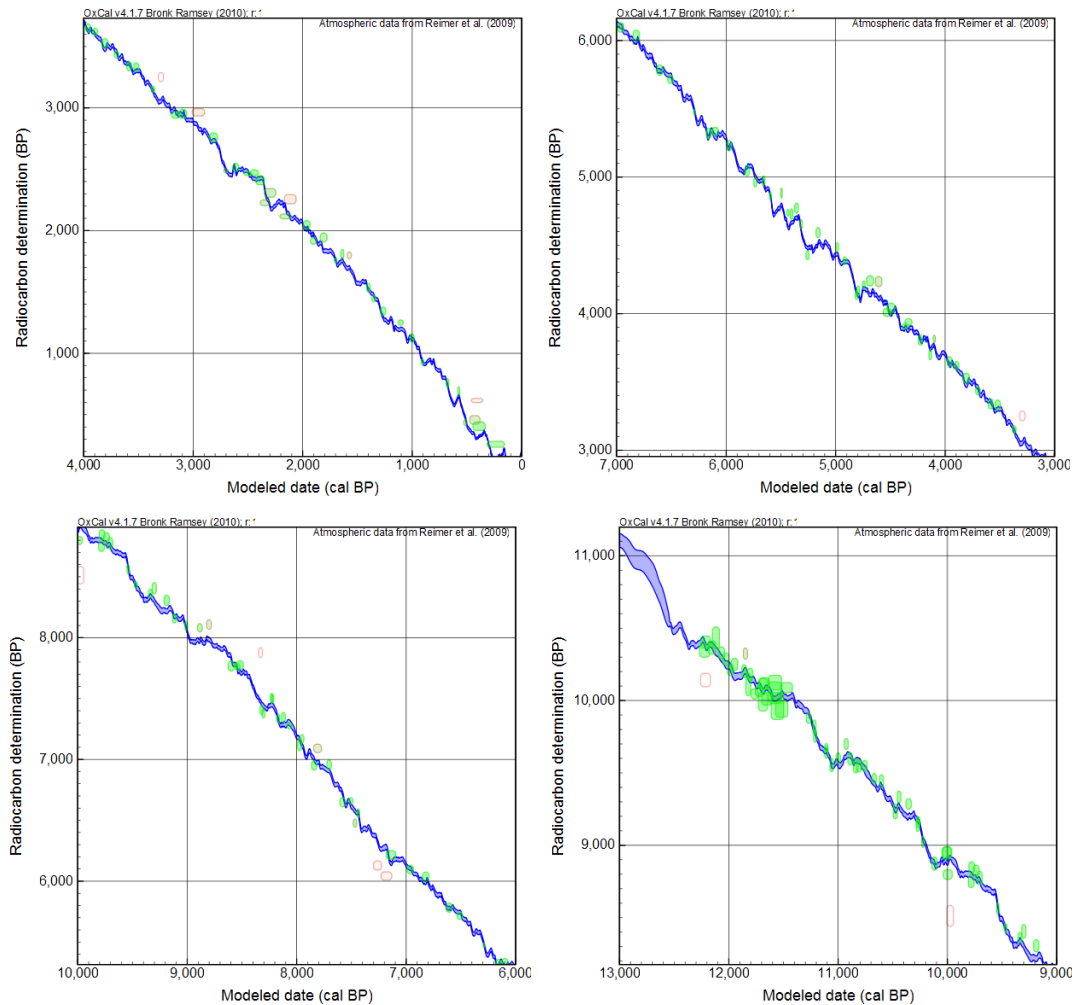 OxCal v4.1.7 Bronk Ramsey (2010); r:
Atmospheric data from Reimer et al. (2009)
Radiocarbon determination (BP)
3,000
2,000
1,000
4,000 3,000 2,000 1,000 0
Modeled date (cal BP)
OxCal v4.1.7 Bronk Ramsey (2010); r:
Atmospheric data from Reimer et al. (2009)
Radiocarbon determination (BP)
6,000
5,000
4,000
3,000
7,000 6,000 5,000 4,000 3,000
Modeled date (cal BP)
OxCal v4.1.7 Bronk Ramsey (2010); r:
Atmospheric data from Reimer et al. (2009)
Radiocarbon determination (BP)
8,000
7,000
6,000
10,000 9,000 8,000 7,000 6,000
Modeled date (cal BP)
OxCal v4.1.7 Bronk Ramsey (2010); r:
Atmospheric data from Reimer et al. (2009)
Radiocarbon determination (BP)
11,000
10,000
9,000
13,000 12,000 11,000 10,000 9,000
Modeled date (cal BP)